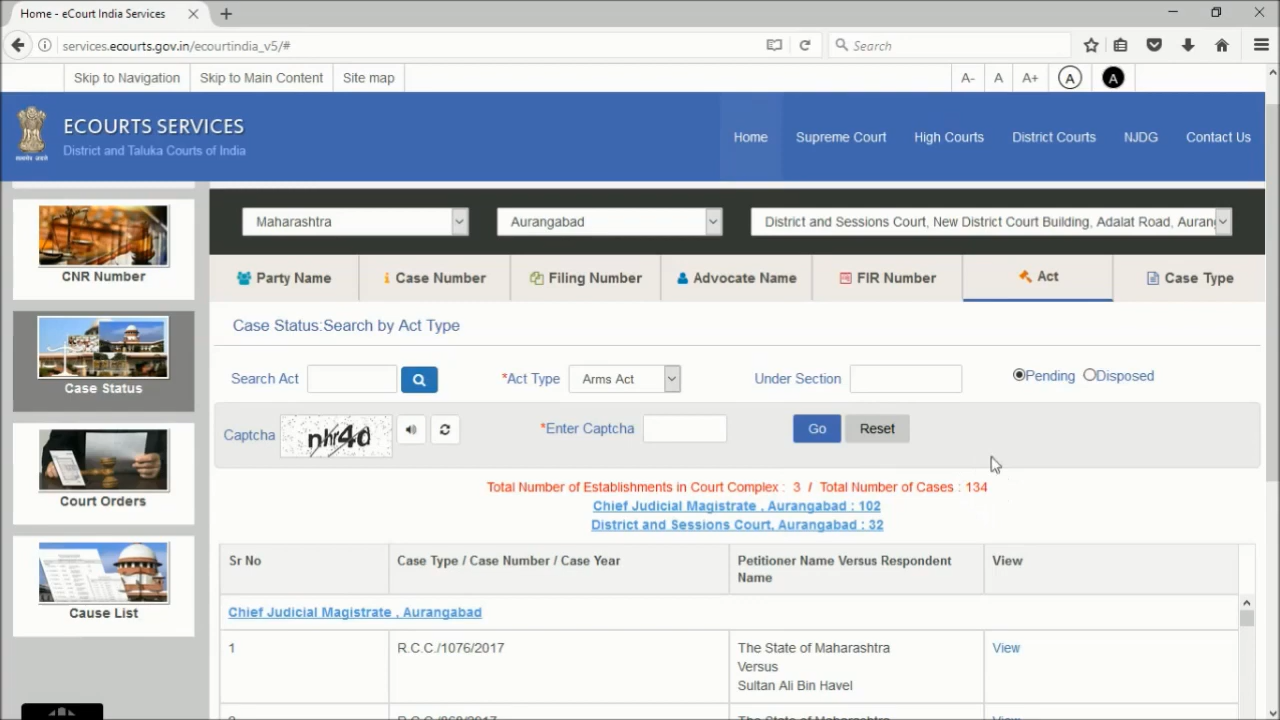 Home - eCourt India Services
services.ecourts.gov.in/ecourtindia_v5/#
Search
Skip to Navigation
Skip to Main Content
Site map
A-
A
A+
A
A
ECOURTS SERVICES
District and Taluka Courts of India
Home
Supreme Court
High Courts
District Courts
NJDG
Contact Us
CNR Number
Case Status
Court Orders
Cause List
Maharashtra
Aurangabad
District and Sessions Court, New District Court Building, Adalat Road, Aurang
Party Name
Case Number
Filing Number
Advocate Name
FIR Number
Act
Case Type
Case Status:Search by Act Type
Search Act
*Act Type
Arms Act
Under Section
Pending
Disposed
Captcha
nhr4d
*Enter Captcha
Go
Reset
Total Number of Establishments in Court Complex : 3 / Total Number of Cases : 134
Chief Judicial Magistrate , Aurangabad : 102
District and Sessions Court, Aurangabad : 32
Sr No
Case Type / Case Number / Case Year
Petitioner Name Versus Respondent
Name
View
Chief Judicial Magistrate , Aurangabad
1
R.C.C./1076/2017
The State of Maharashtra
Versus
Sultan Ali Bin Havel
View